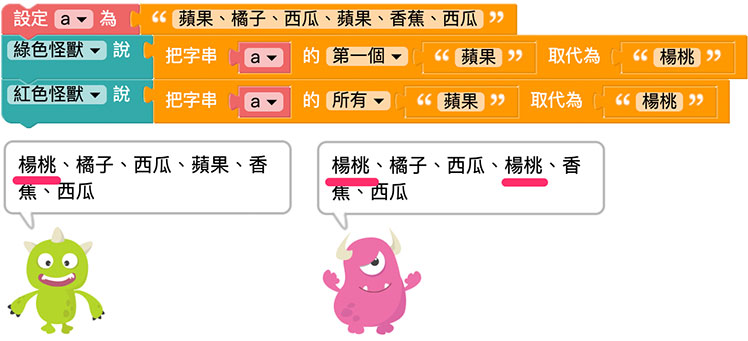 設定 a 為 “ 蘋果、橘子、西瓜、蘋果、香蕉、西瓜 ”
綠色怪獸 說 把字串 a 的 第一個 “ 蘋果 ” 取代為 “ 楊桃 ”
紅色怪獸 說 把字串 a 的 所有 “ 蘋果 ” 取代為 “ 楊桃 ”
楊桃、橘子、西瓜、蘋果、香
蕉、西瓜
楊桃、橘子、西瓜、楊桃、香
蕉、西瓜